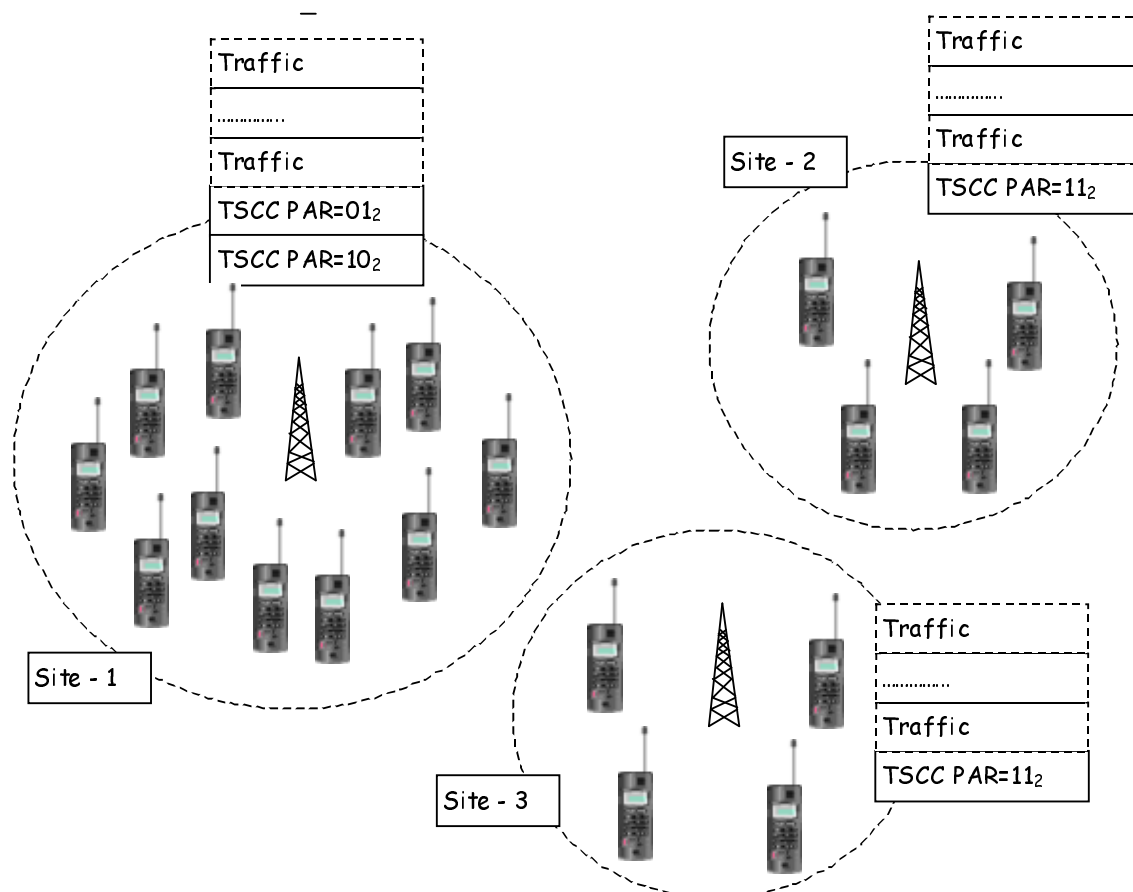 Traffic
...............
Traffic
TSCC PAR=01₂
TSCC PAR=10₂
Site - 1
Traffic
...............
Traffic
TSCC PAR=11₂
Site - 2
Traffic
...............
Traffic
TSCC PAR=11₂
Site - 3